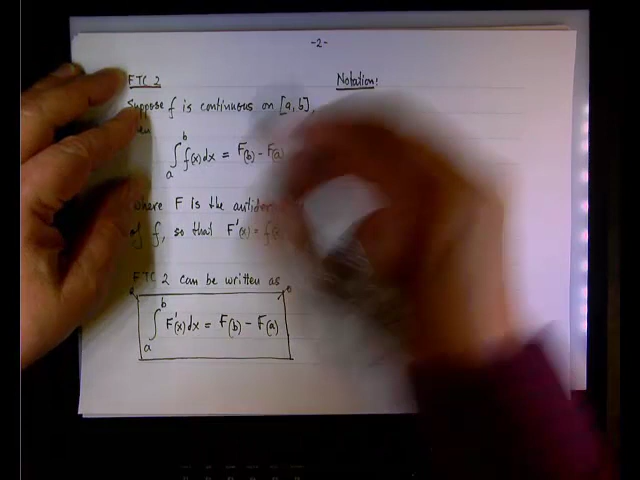 -2-
FTC 2
Notation:
Suppose f is continuous on [a, b],
∫ₐᵇ f(x) dx = F(b) - F(a)
where F is the
of f, so that F'(x) =
FTC 2 can be written as
∫ₐᵇ F'(x) dx = F(b) - F(a)